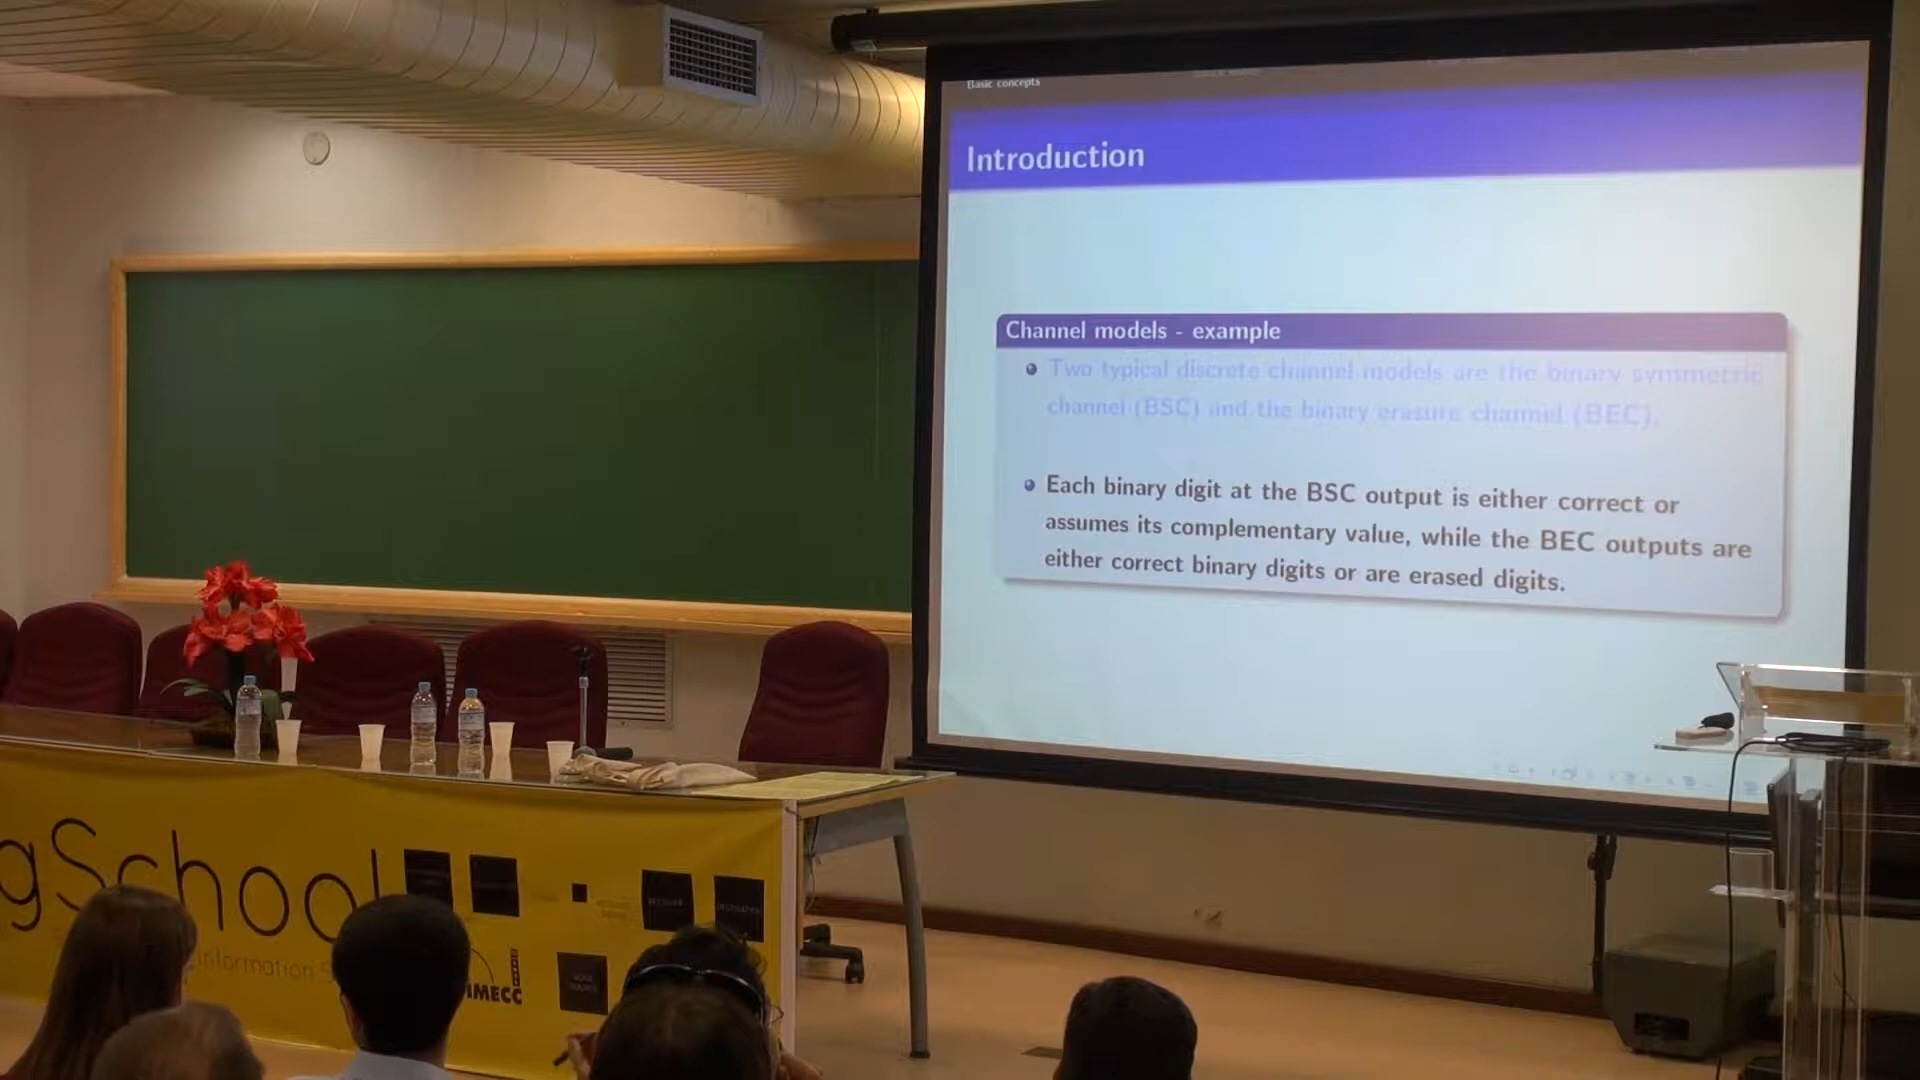 Basic concepts
Introduction
Channel models - example
Two typical discrete channel models are the binary symmetric
channel (BSC) and the binary erasure channel (BEC).
Each binary digit at the BSC output is either correct or
assumes its complementary value, while the BEC outputs are
either correct binary digits or are erased digits.
gSchool
Information
IMECC